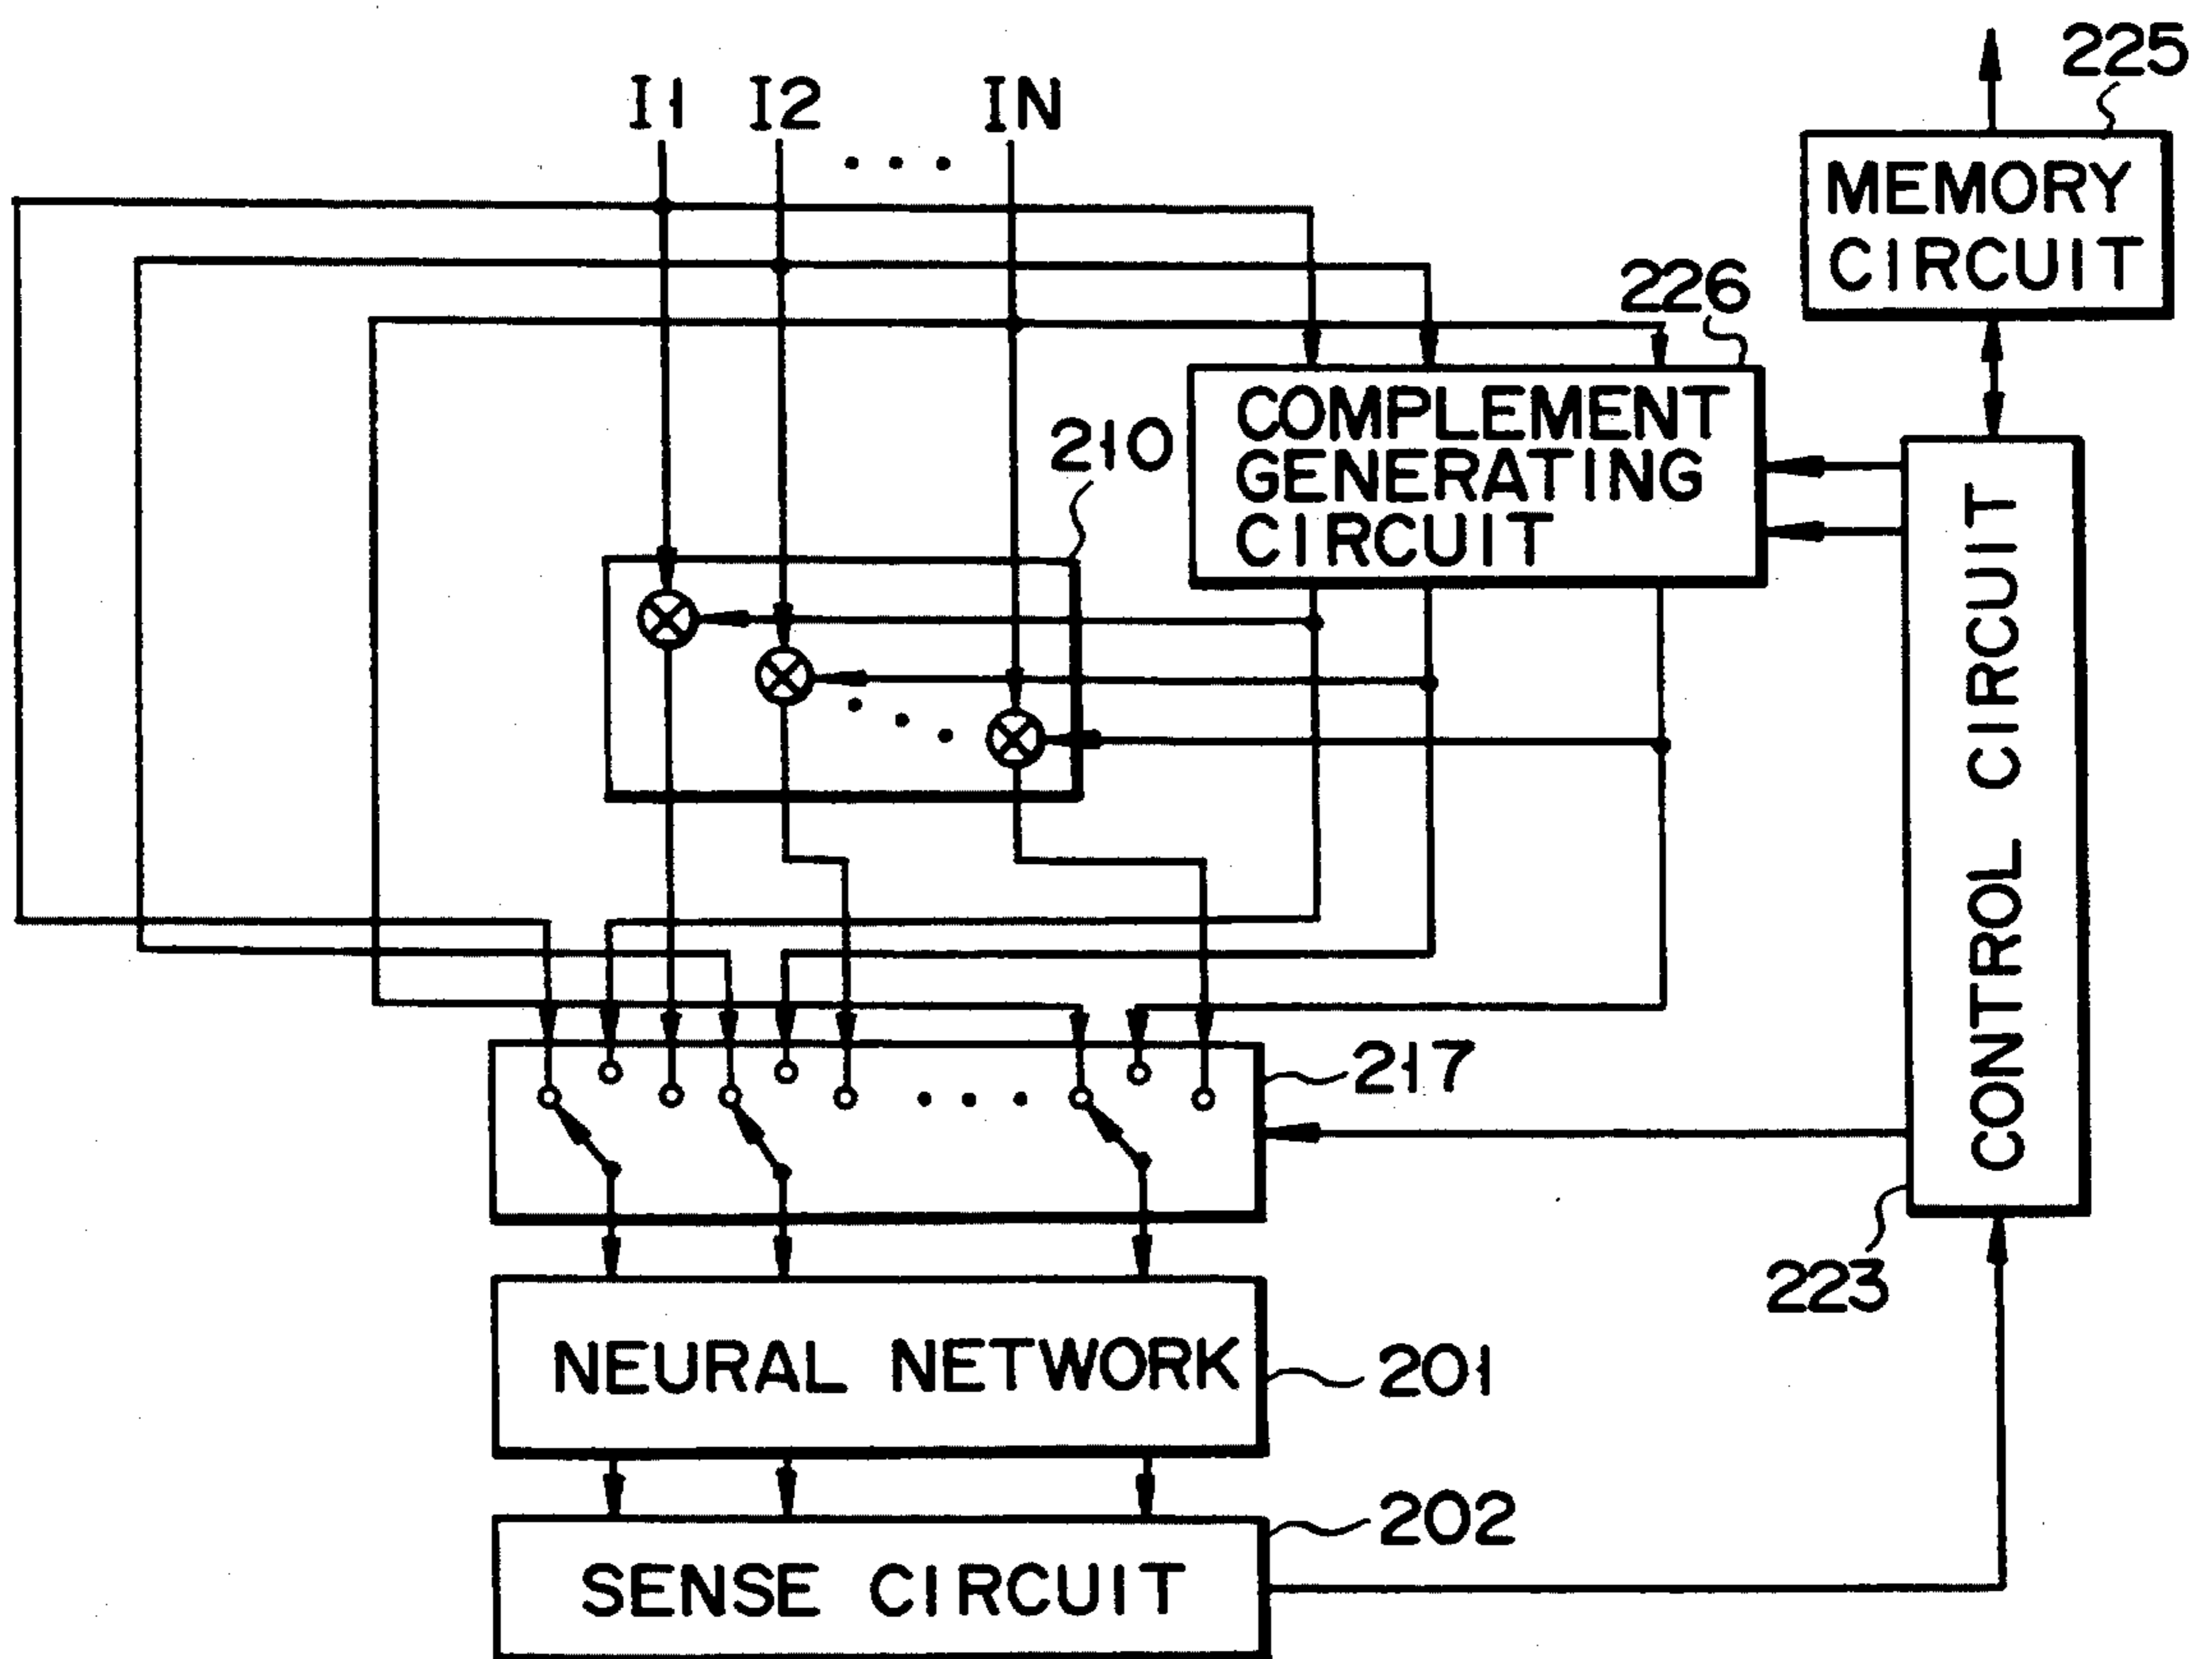 225
I1 I2 ... IN
MEMORY
CIRCUIT
226
210
COMPLEMENT
GENERATING
CIRCUIT
CONTROL CIRCUIT
217
223
NEURAL NETWORK
201
202
SENSE CIRCUIT